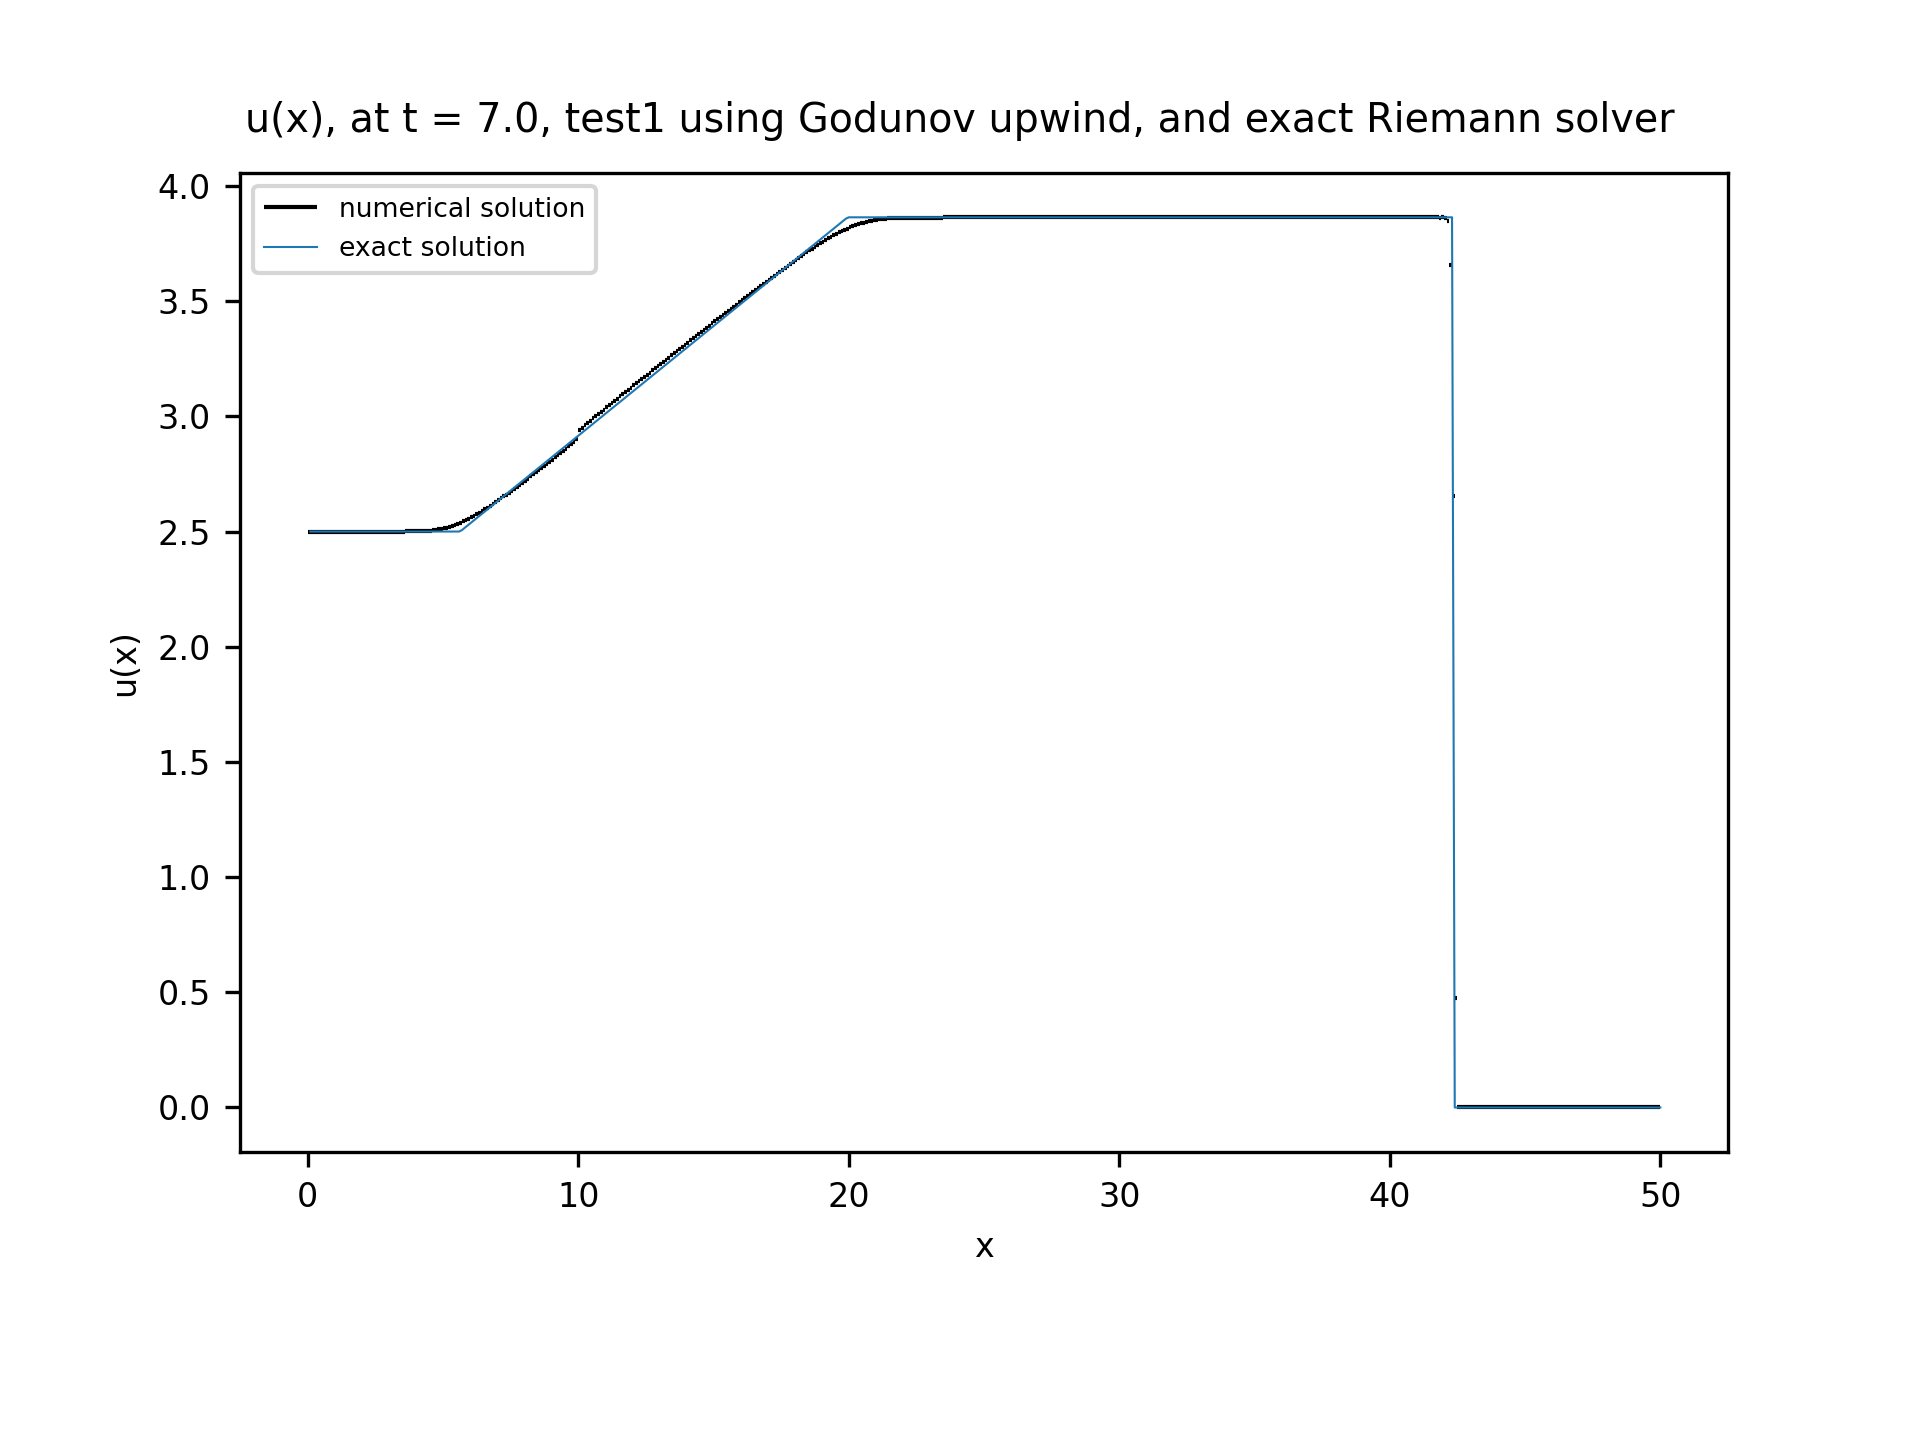 u(x), at t = 7.0, test1 using Godunov upwind, and exact Riemann solver
numerical solution
exact solution
4.0
3.5
3.0
2.5
2.0
1.5
1.0
0.5
0.0
u(x)
0 10 20 30 40 50
x